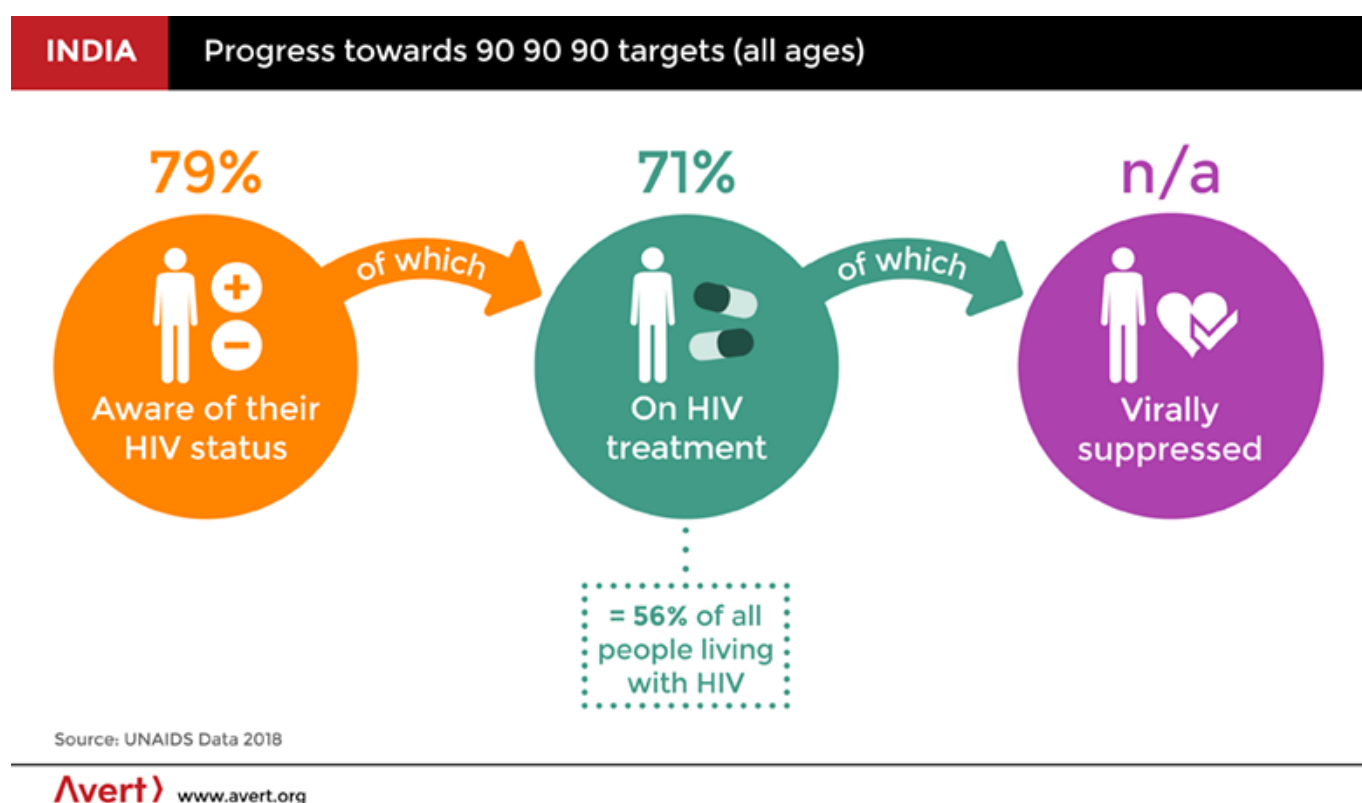 INDIA
Progress towards 90 90 90 targets (all ages)
79%
of which
Aware of their
HIV status
71%
of which
On HIV
treatment
= 56% of all
people living
with HIV
n/a
Virally
suppressed
Source: UNAIDS Data 2018
Avert www.avert.org